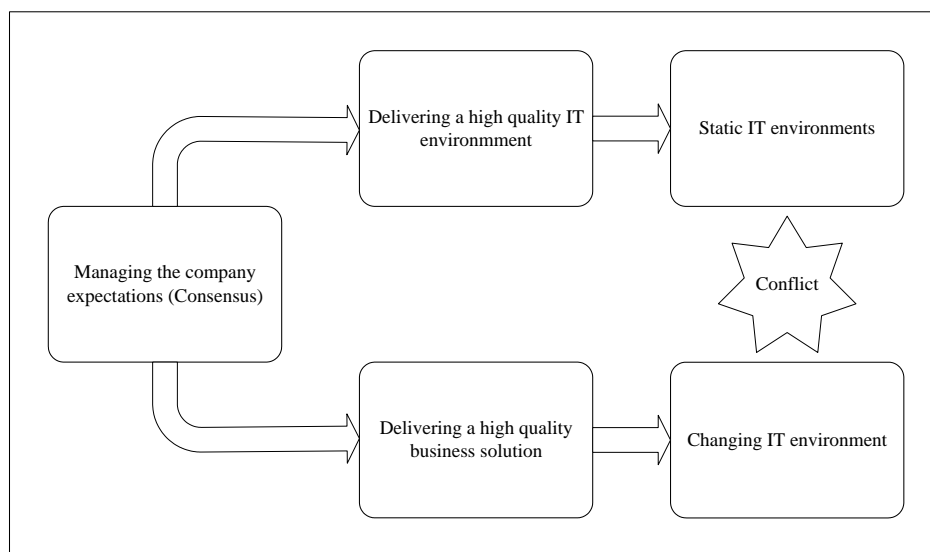 Delivering a high quality IT
environmment
Static IT environments
Managing the company
expectations (Consensus)
Conflict
Delivering a high quality
business solution
Changing IT environment